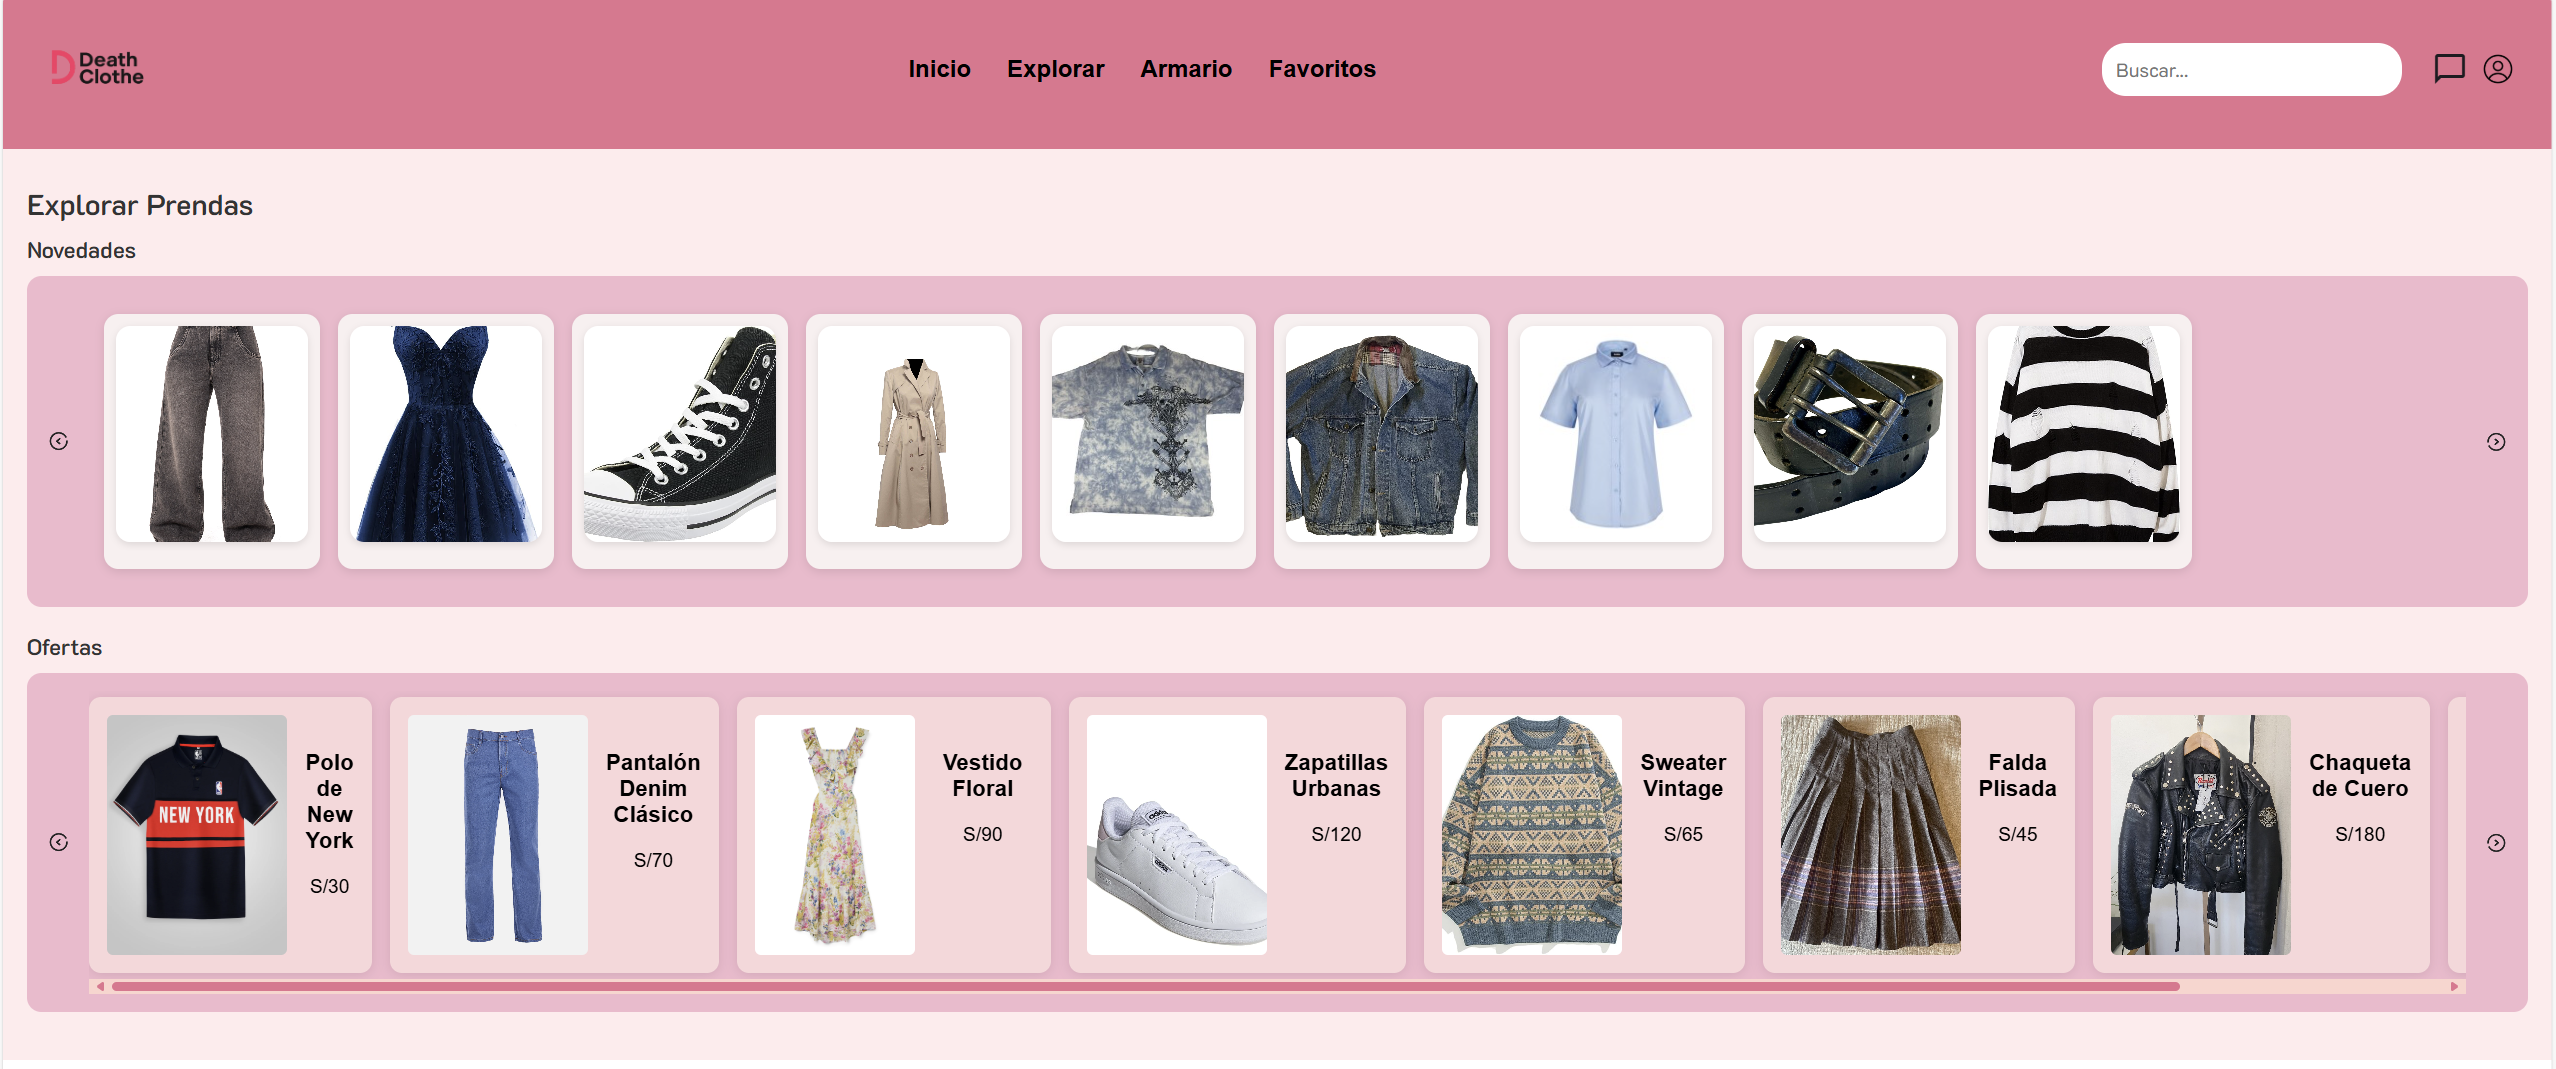 Death
Clothe
Inicio
Explorar
Armario
Favoritos
Buscar...
Explorar Prendas
Novedades
Ofertas
NEW YORK
Polo
de
New
York
S/30
Pantalón
Denim
Clásico
S/70
Vestido
Floral
S/90
Zapatillas
Urbanas
S/120
Sweater
Vintage
S/65
Falda
Plisada
S/45
Chaqueta
de Cuero
S/180